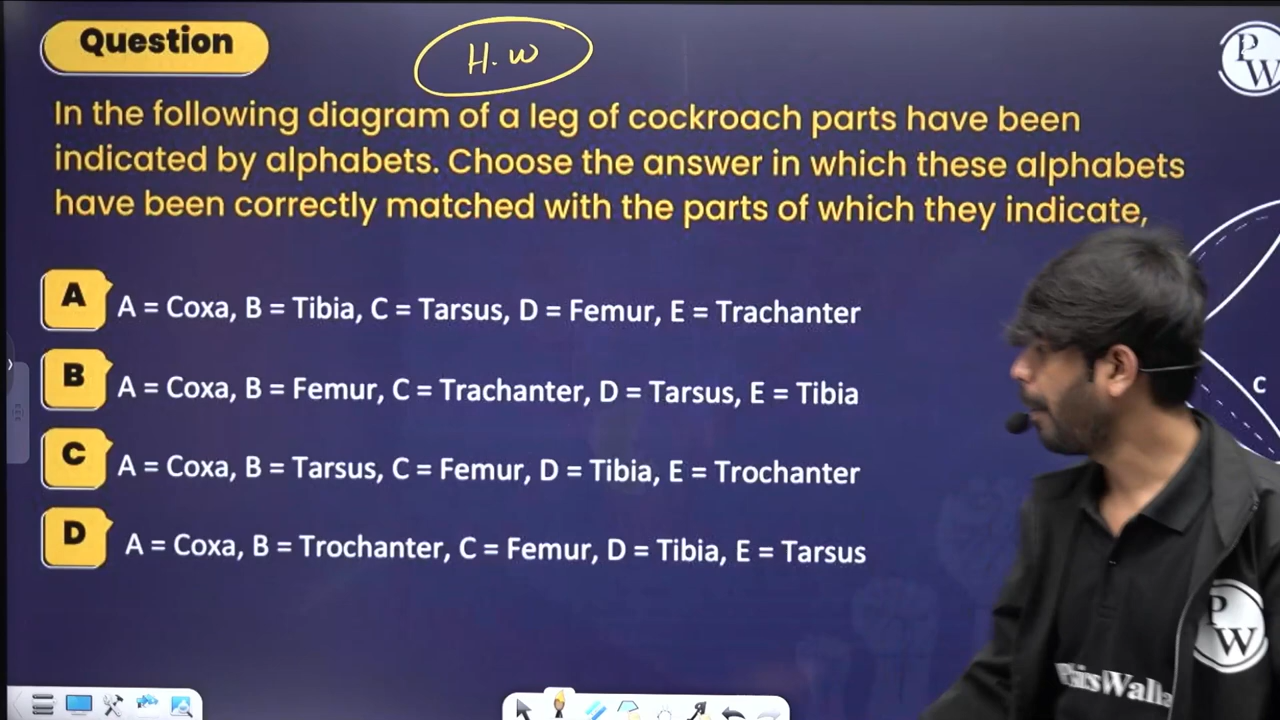 Question
H.W
PW
In the following diagram of a leg of cockroach parts have been
indicated by alphabets. Choose the answer in which these alphabets
have been correctly matched with the parts of which they indicate,
A A = Coxa, B = Tibia, C = Tarsus, D = Femur, E = Trachanter
C
B A = Coxa, B = Femur, C = Trachanter, D = Tarsus, E = Tibia
C A = Coxa, B = Tarsus, C = Femur, D = Tibia, E = Trochanter
D A = Coxa, B = Trochanter, C = Femur, D = Tibia, E = Tarsus
PW